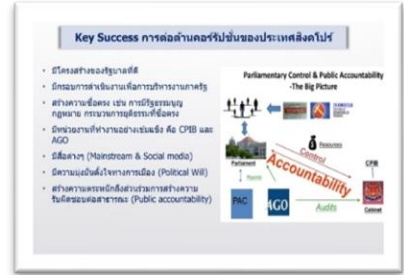 Key Success การต่อต้านคอร์รัปชั่นของประเทศสิงคโปร์
• มีโครงสร้างของรัฐบาลที่ดี
• มีกรอบการดำเนินงานเพื่อการบริหารงานภาครัฐ
• สร้างความซื่อตรง เช่น การมีรัฐธรรมนูญ
กฎหมาย กระบวนการยุติธรรมที่ซื่อตรง
• มีหน่วยงานที่ทำงานอย่างเข้มแข็ง คือ CPIB และ
AGO
• มีสื่อต่างๆ (Mainstream & Social media)
• มีความมุ่งมั่นตั้งใจทางการเมือง (Political Will)
• สร้างความตระหนักถึงส่วนร่วมการสร้างความ
รับผิดชอบต่อสาธารณะ (Public accountability)
Parliamentary Control & Public Accountability
-The Big Picture
Resources
Control
Parliament
Accountability
CPIB
Reports
PAC
AGO
Audits
Cabinet